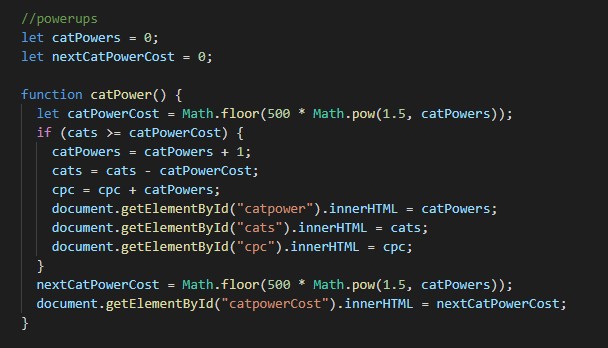 //powerups
let catPowers = 0;
let nextCatPowerCost = 0;

function catPower() {
  let catPowerCost = Math.floor(500 * Math.pow(1.5, catPowers));
  if (cats >= catPowerCost) {
    catPowers = catPowers + 1;
    cats = cats - catPowerCost;
    cpc = cpc + catPowers;
    document.getElementById("catpower").innerHTML = catPowers;
    document.getElementById("cats").innerHTML = cats;
    document.getElementById("cpc").innerHTML = cpc;
  }
  nextCatPowerCost = Math.floor(500 * Math.pow(1.5, catPowers));
  document.getElementById("catpowerCost").innerHTML = nextCatPowerCost;
}